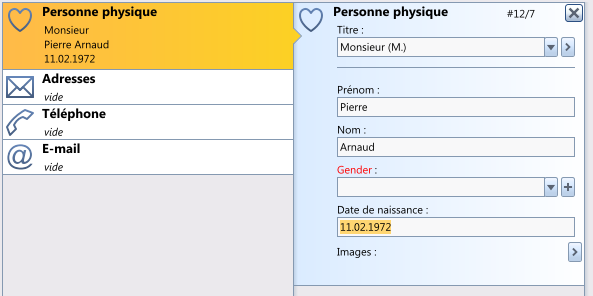 Personne physique
Monsieur
Pierre Arnaud
11.02.1972
Adresses
vide
Téléphone
vide
E-mail
vide
Personne physique
#12/7
Titre :
Monsieur (M.)
Prénom :
Pierre
Nom :
Arnaud
Gender :
Date de naissance :
11.02.1972
Images :